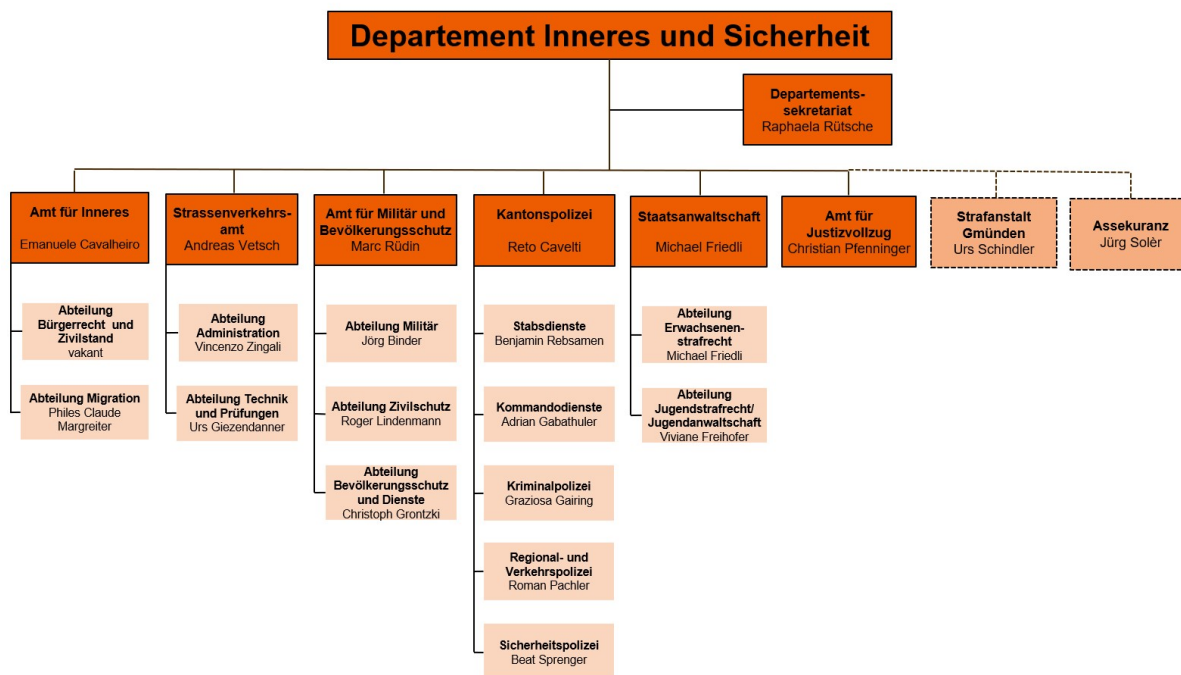 Departement Inneres und Sicherheit
Departements-
sekretariat
Raphaela Rütsche
Amt für Inneres
Emanuele Cavalheiro
Strassenverkehrs-
amt
Andreas Vetsch
Amt für Militär und
Bevölkerungsschutz
Marc Rüdin
Kantonspolizei
Reto Cavelti
Staatsanwaltschaft
Michael Friedli
Amt für
Justizvollzug
Christian Pfenninger
Strafanstalt
Gmünden
Urs Schindler
Assekuranz
Jürg Solèr
Abteilung
Bürgerrecht und
Zivilstand
vakant
Abteilung
Administration
Vincenzo Zingali
Abteilung Militär
Jörg Binder
Stabsdienste
Benjamin Rebsamen
Abteilung
Erwachsenen-
strafrecht
Michael Friedli
Abteilung Migration
Philes Claude
Margreiter
Abteilung Technik
und Prüfungen
Urs Giezendanner
Abteilung Zivilschutz
Roger Lindenmann
Kommandodienste
Adrian Gabathuler
Abteilung
Jugendstrafrecht/
Jugendanwaltschaft
Viviane Freihofer
Abteilung
Bevölkerungsschutz
und Dienste
Christoph Grontzki
Kriminalpolizei
Graziosa Gairing
Regional- und
Verkehrspolizei
Roman Pachler
Sicherheitspolizei
Beat Sprenger